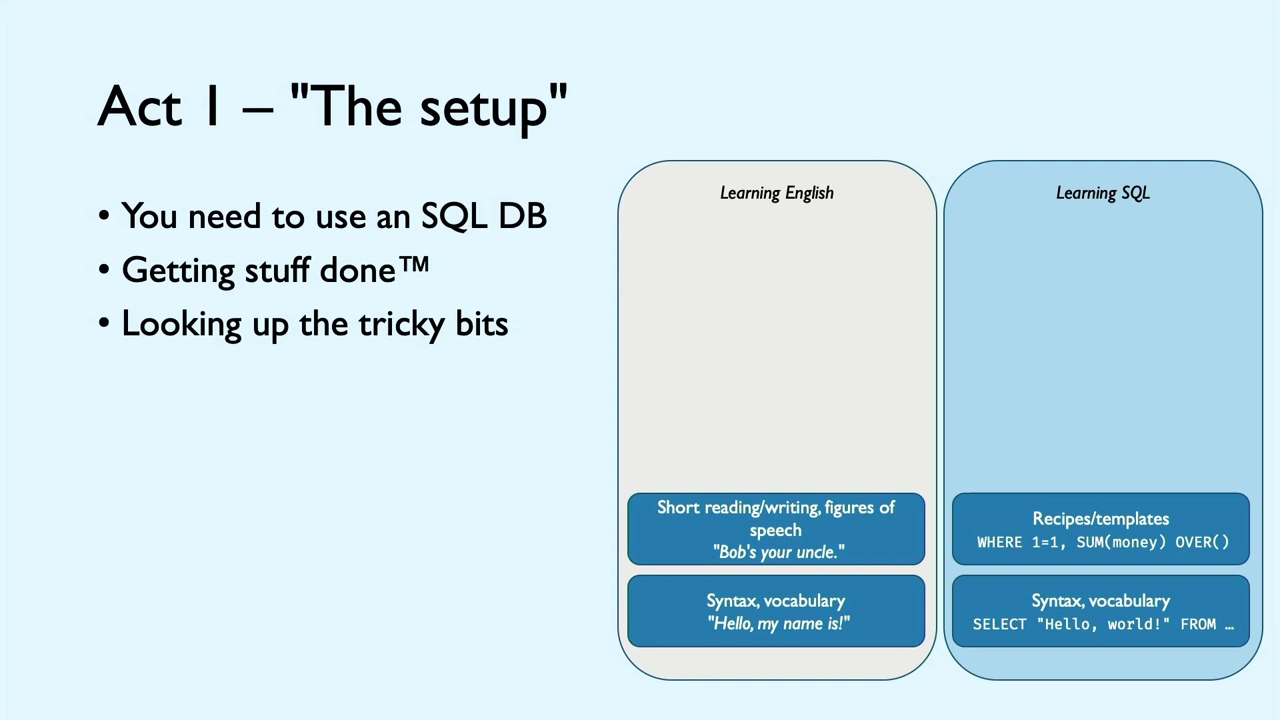 Act 1 – "The setup"
• You need to use an SQL DB
• Getting stuff done™
• Looking up the tricky bits
Learning English
Short reading/writing, figures of
speech
"Bob's your uncle."
Syntax, vocabulary
"Hello, my name is!"
Learning SQL
Recipes/templates
WHERE 1=1, SUM(money) OVER()
Syntax, vocabulary
SELECT "Hello, world!" FROM …